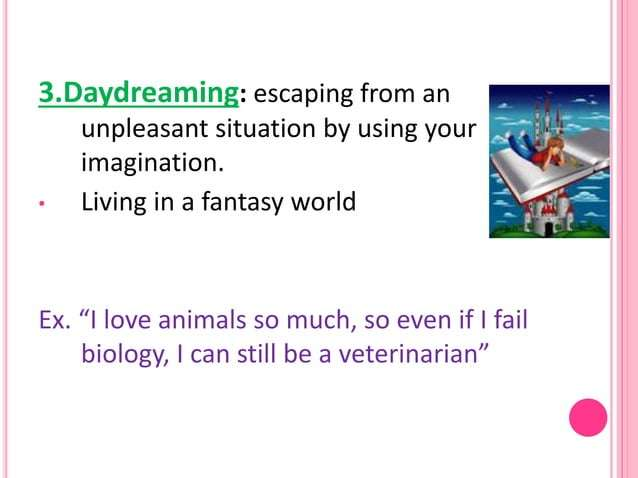 3.Daydreaming: escaping from an
unpleasant situation by using your
imagination.
• Living in a fantasy world
Ex. “I love animals so much, so even if I fail
biology, I can still be a veterinarian”